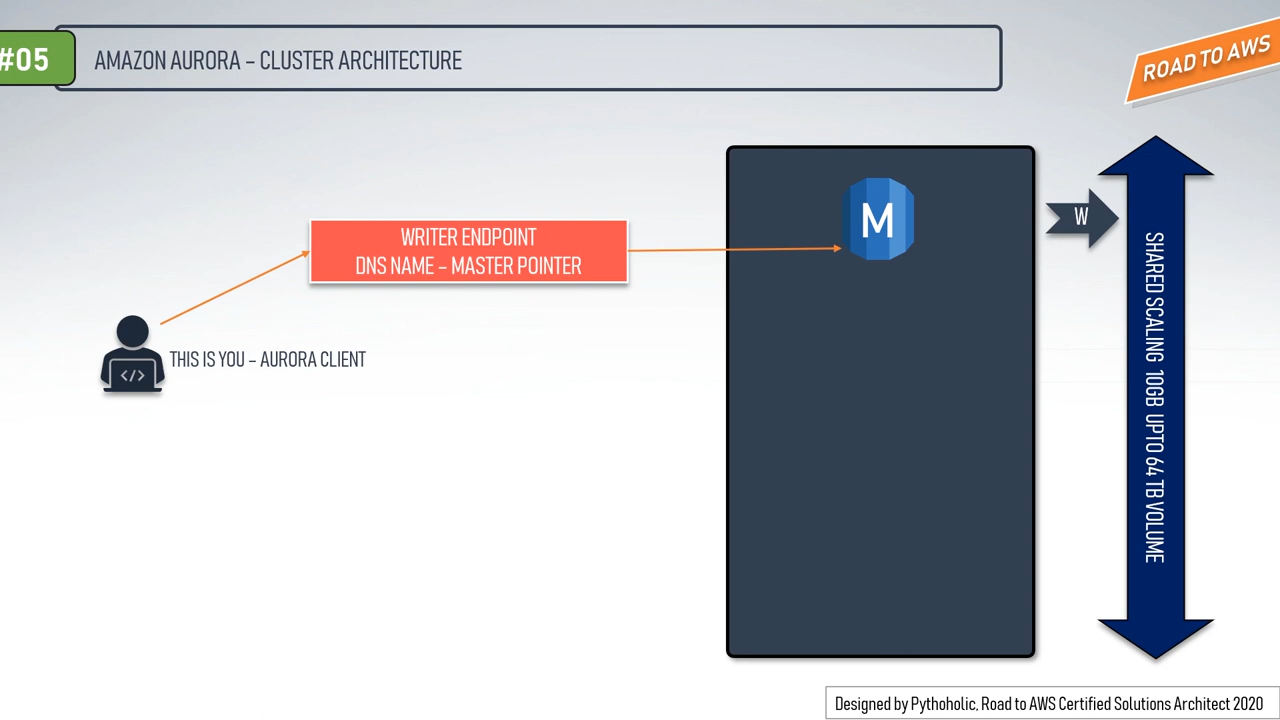 #05
AMAZON AURORA – CLUSTER ARCHITECTURE
ROAD TO AWS
M
W
WRITER ENDPOINT
DNS NAME – MASTER POINTER
SHARED SCALING 10GB UPTO 64 TB VOLUME
</>
THIS IS YOU – AURORA CLIENT
Designed by Pythoholic, Road to AWS Certified Solutions Architect 2020